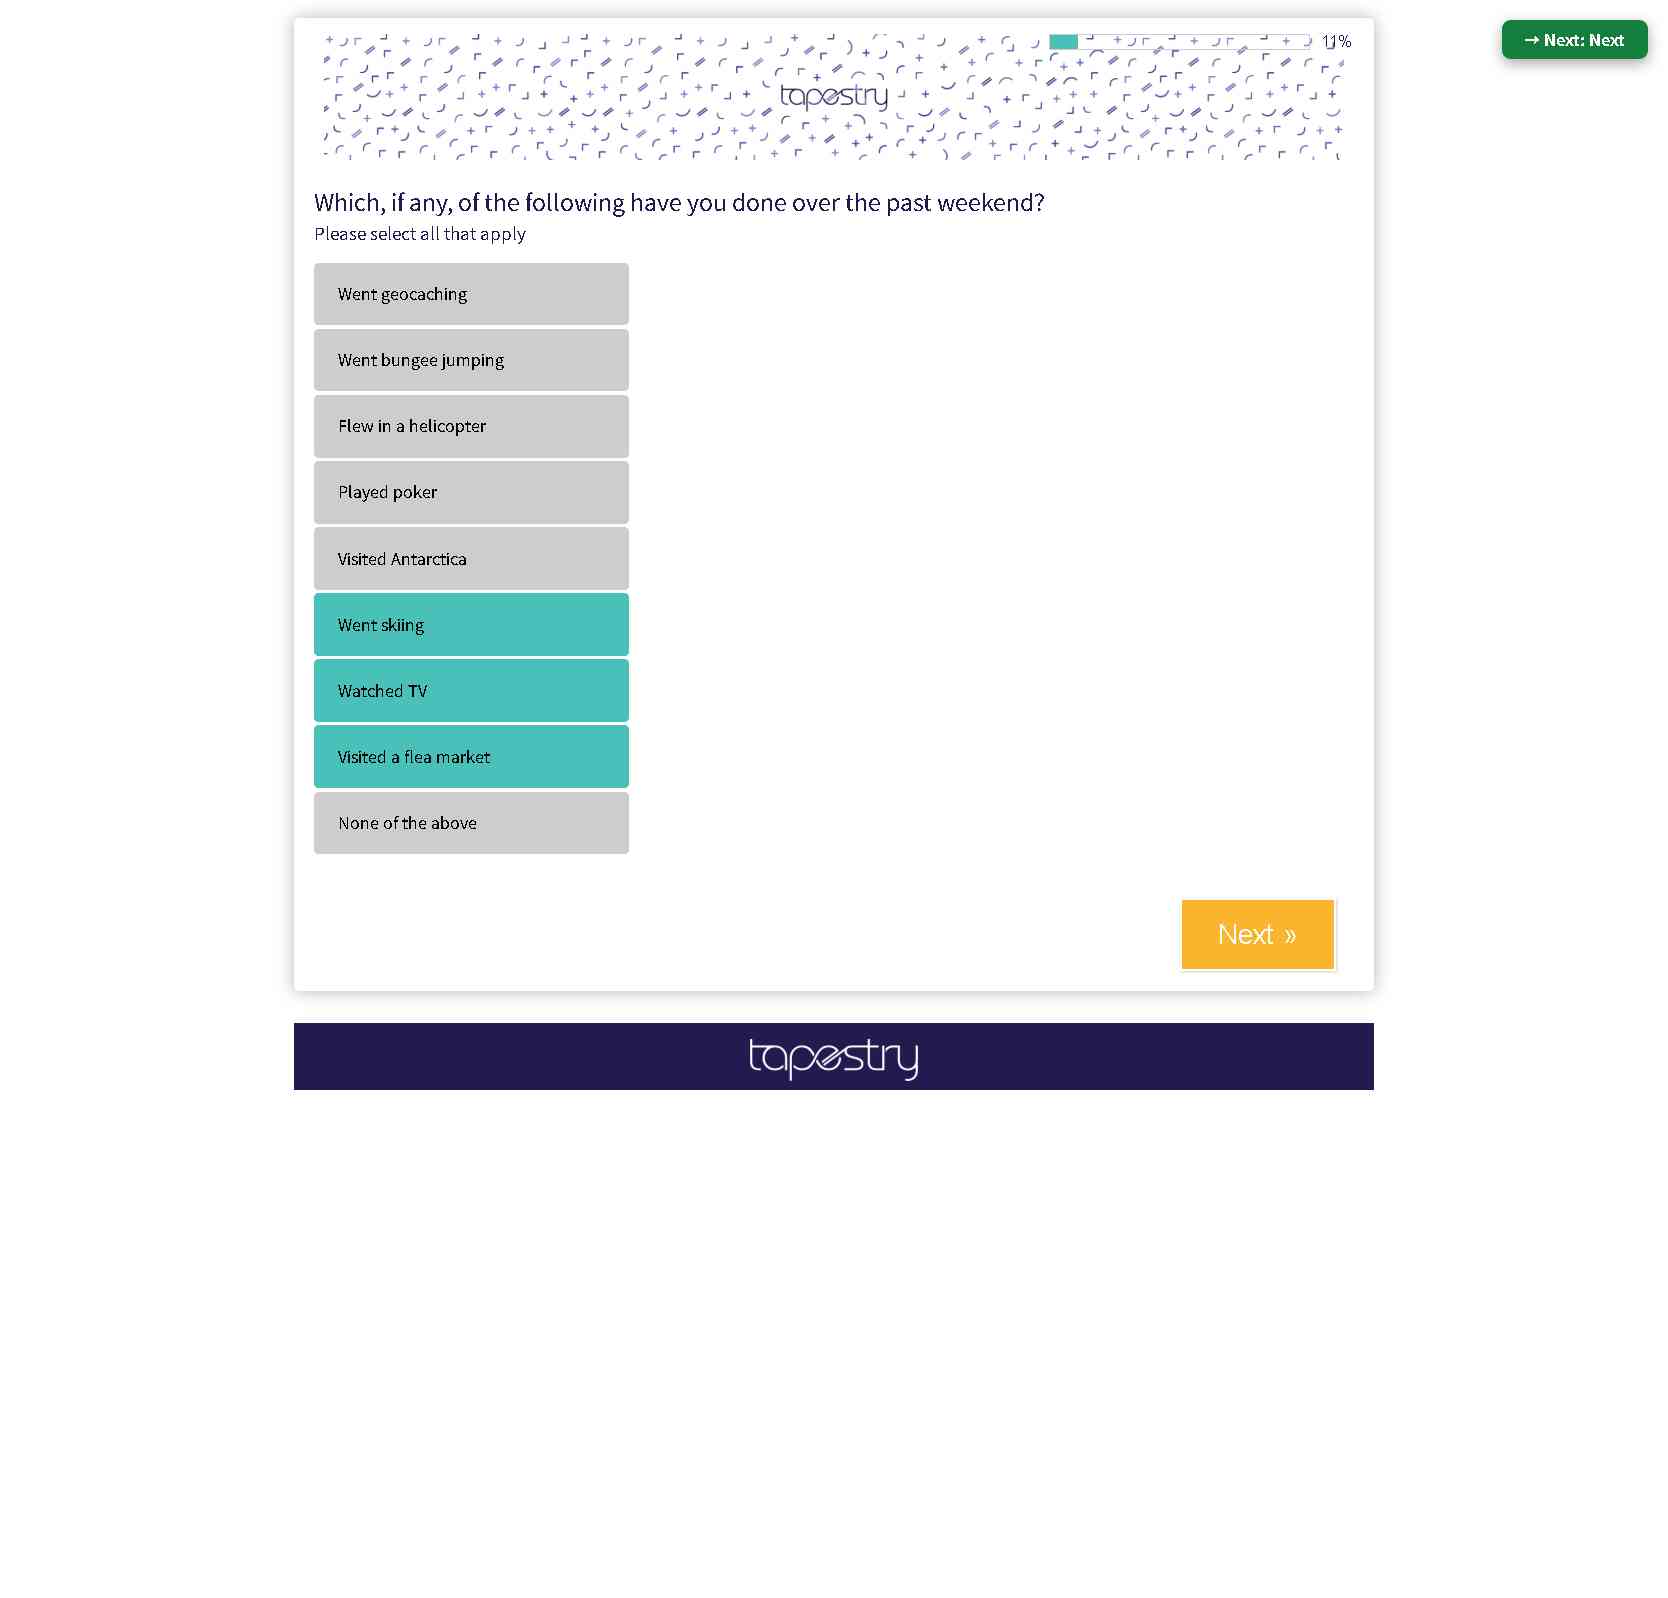 11%
→ Next: Next
tapestry
Which, if any, of the following have you done over the past weekend?
Please select all that apply
Went geocaching
Went bungee jumping
Flew in a helicopter
Played poker
Visited Antarctica
Went skiing
Watched TV
Visited a flea market
None of the above
Next »
tapestry